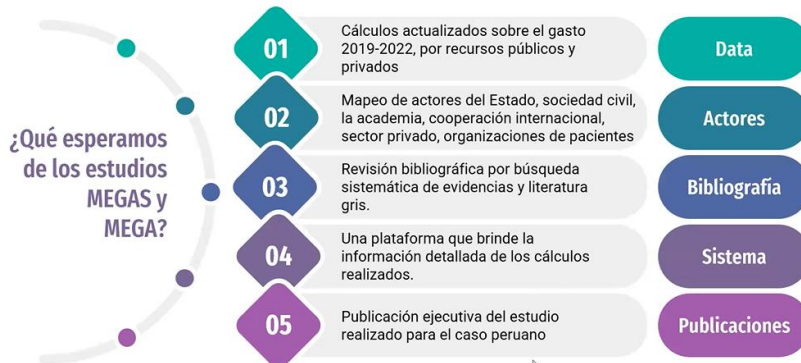 ¿Qué esperamos
de los estudios
MEGAS y
MEGA?
01
Cálculos actualizados sobre el gasto
2019-2022, por recursos públicos y
privados
Data
02
Mapeo de actores del Estado, sociedad civil,
la academia, cooperación internacional,
sector privado, organizaciones de pacientes
Actores
03
Revisión bibliográfica por búsqueda
sistemática de evidencias y literatura
gris.
Bibliografía
04
Una plataforma que brinde la
información detallada de los cálculos
realizados.
Sistema
05
Publicación ejecutiva del estudio
realizado para el caso peruano
Publicaciones